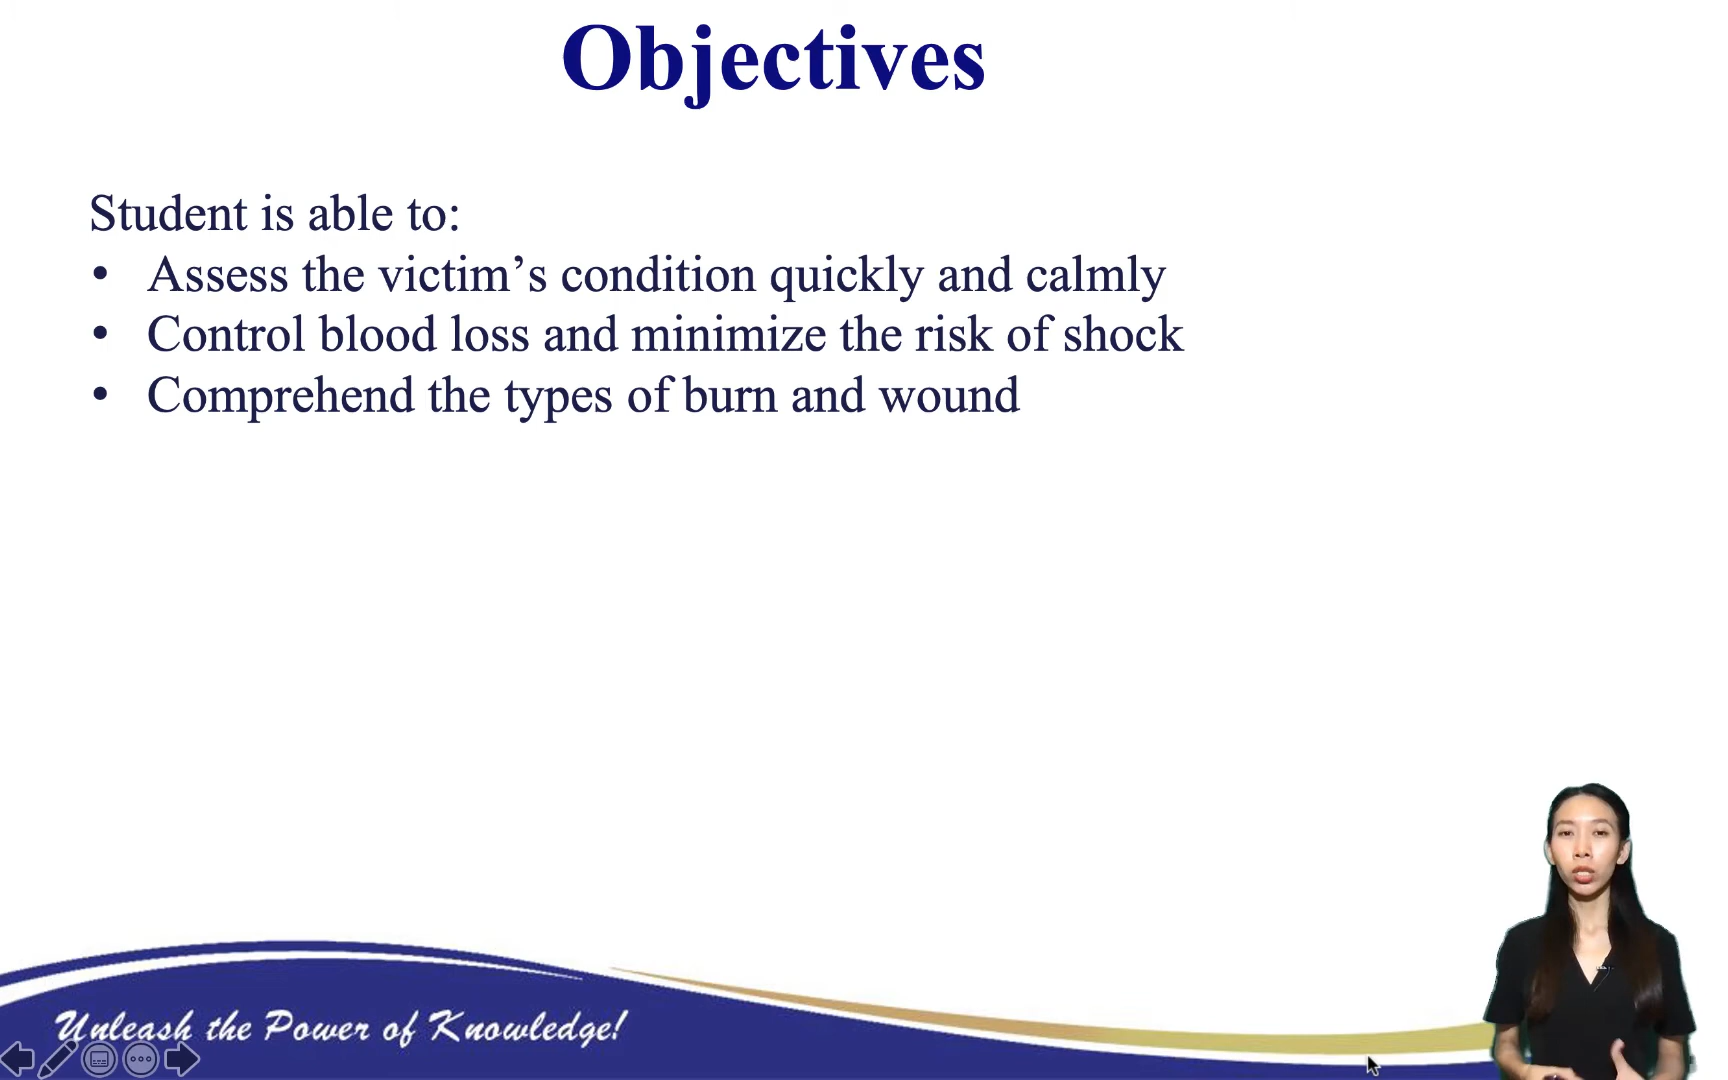 Objectives
Student is able to:
• Assess the victim’s condition quickly and calmly
• Control blood loss and minimize the risk of shock
• Comprehend the types of burn and wound
Unleash the Power of Knowledge!